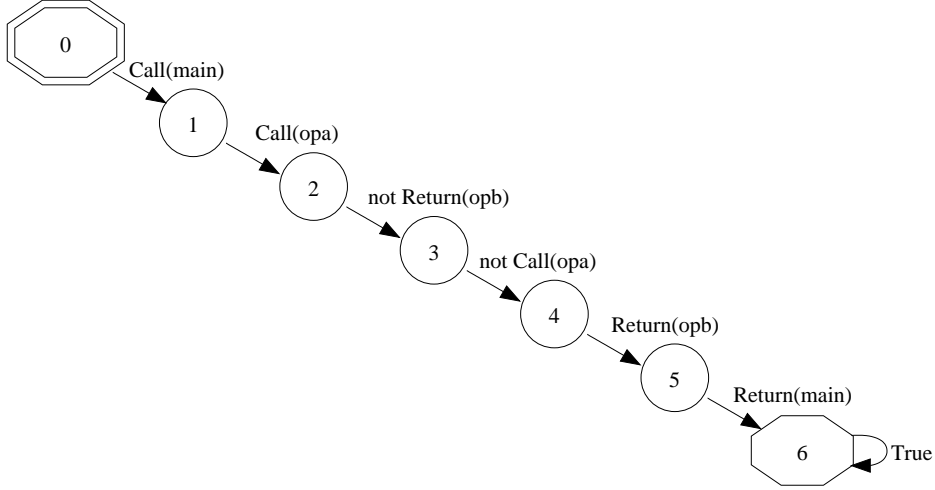 0
Call(main)
1
Call(opa)
2
not Return(opb)
3
not Call(opa)
4
Return(opb)
5
Return(main)
6
True